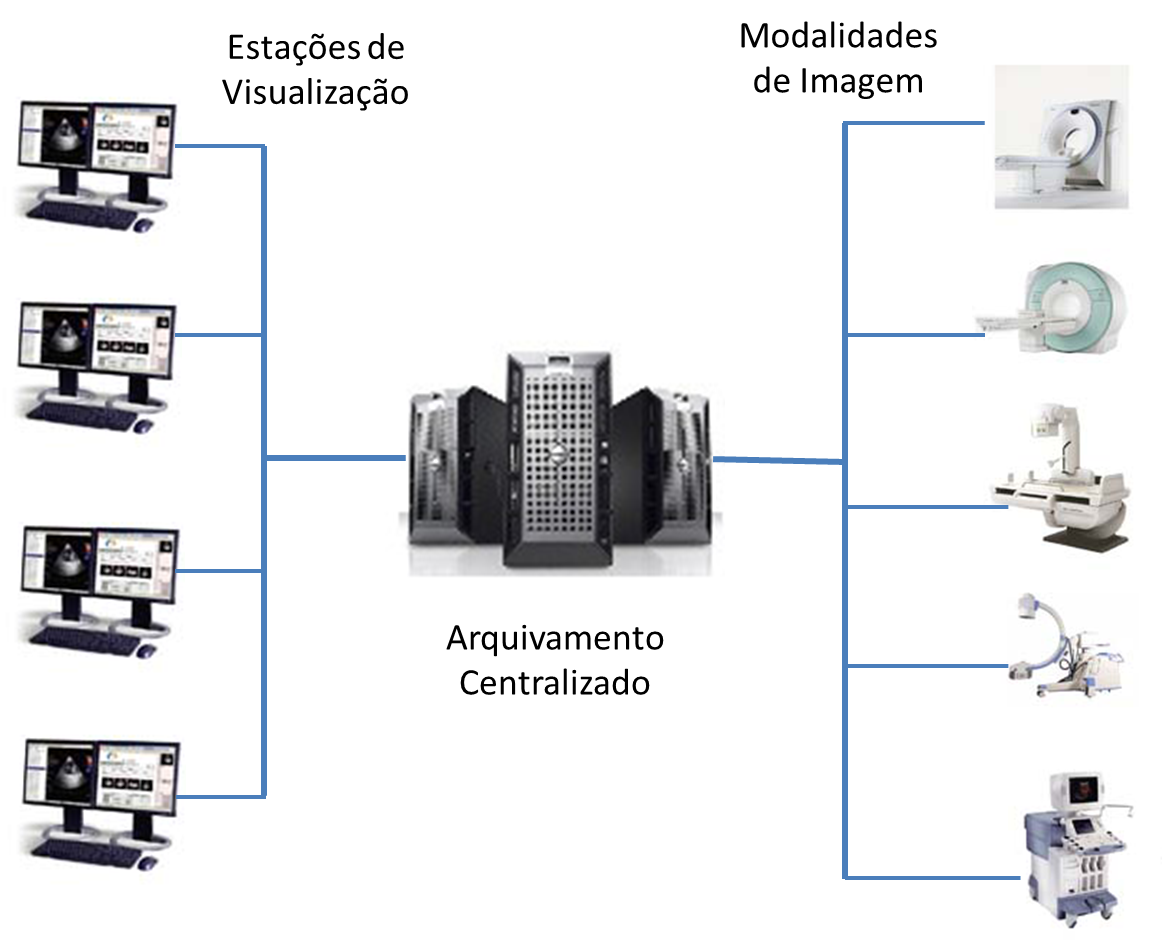 Estações de
Visualização
Modalidades
de Imagem
Arquivamento
Centralizado